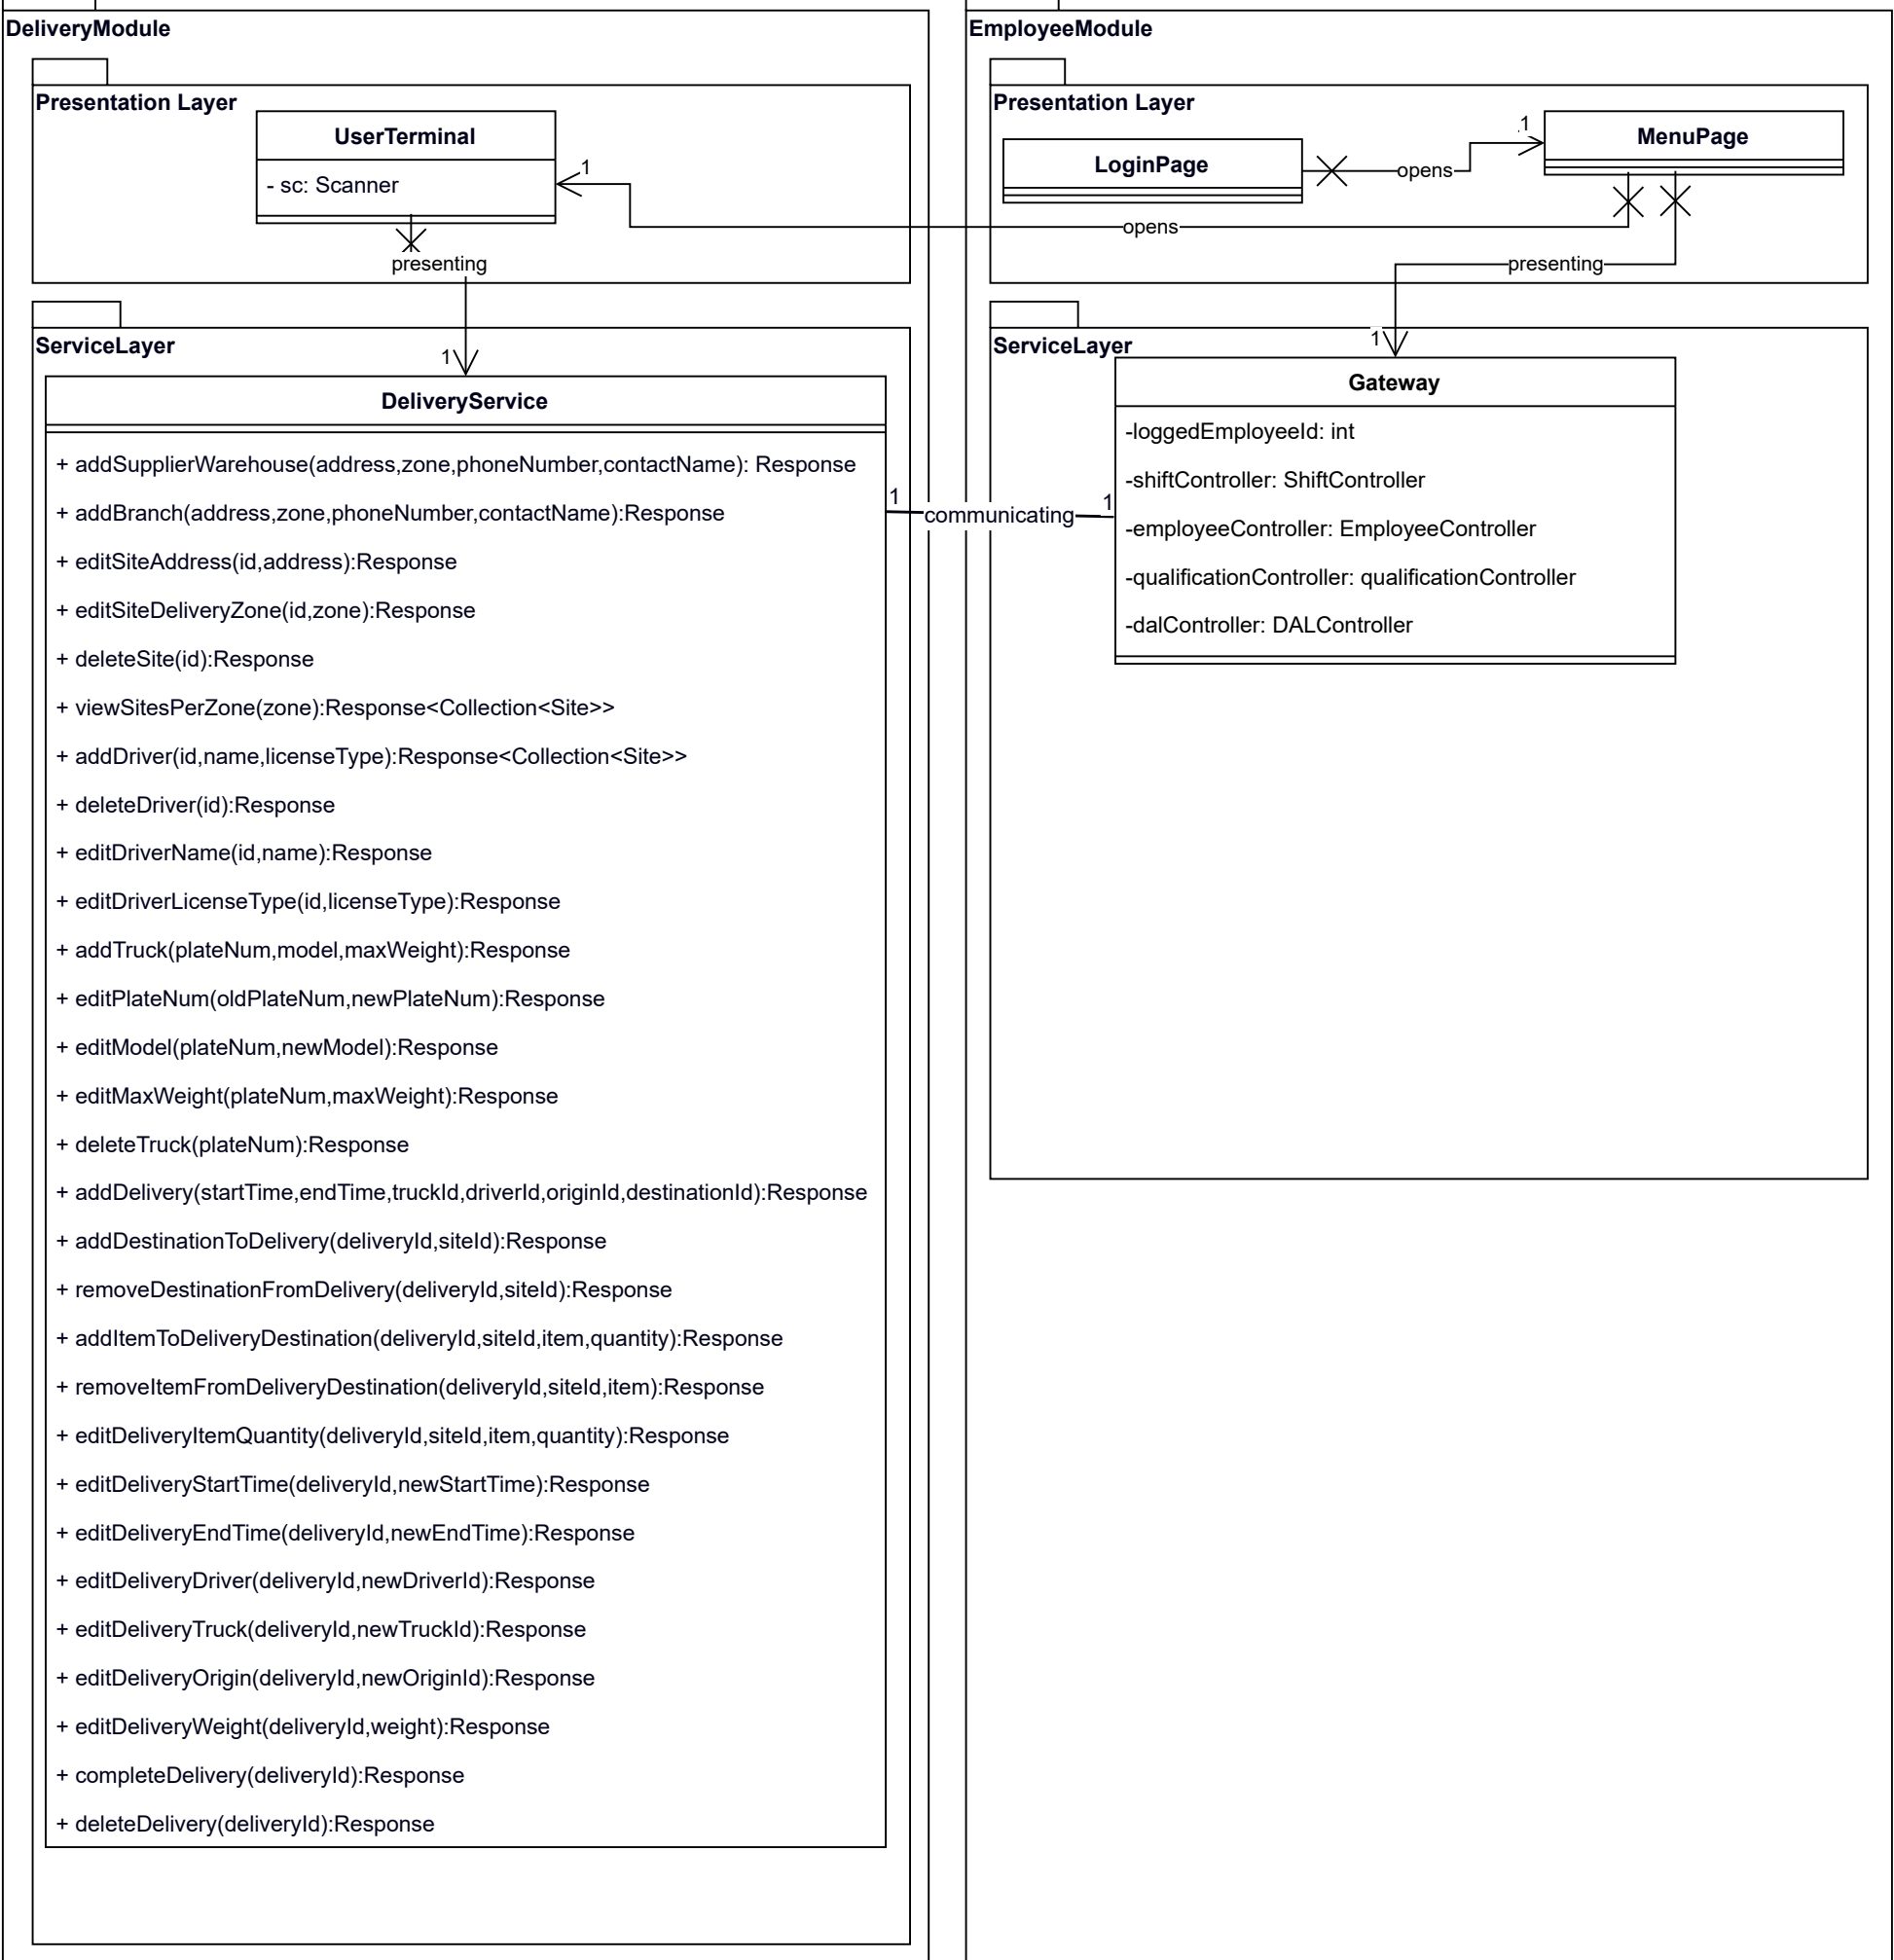 DeliveryModule
Presentation Layer
UserTerminal
- sc: Scanner
1
presenting
ServiceLayer
1
DeliveryService
+ addSupplierWarehouse(address,zone,phoneNumber,contactName): Response
+ addBranch(address,zone,phoneNumber,contactName):Response
+ editSiteAddress(id,address):Response
+ editSiteDeliveryZone(id,zone):Response
+ deleteSite(id):Response
+ viewSitesPerZone(zone):Response<Collection<Site>>
+ addDriver(id,name,licenseType):Response<Collection<Site>>
+ deleteDriver(id):Response
+ editDriverName(id,name):Response
+ editDriverLicenseType(id,licenseType):Response
+ addTruck(plateNum,model,maxWeight):Response
+ editPlateNum(oldPlateNum,newPlateNum):Response
+ editModel(plateNum,newModel):Response
+ editMaxWeight(plateNum,maxWeight):Response
+ deleteTruck(plateNum):Response
+ addDelivery(startTime,endTime,truckId,driverId,originId,destinationId):Response
+ addDestinationToDelivery(deliveryId,siteId):Response
+ removeDestinationFromDelivery(deliveryId,siteId):Response
+ addItemToDeliveryDestination(deliveryId,siteId,item,quantity):Response
+ removeItemFromDeliveryDestination(deliveryId,siteId,item):Response
+ editDeliveryItemQuantity(deliveryId,siteId,item,quantity):Response
+ editDeliveryStartTime(deliveryId,newStartTime):Response
+ editDeliveryEndTime(deliveryId,newEndTime):Response
+ editDeliveryDriver(deliveryId,newDriverId):Response
+ editDeliveryTruck(deliveryId,newTruckId):Response
+ editDeliveryOrigin(deliveryId,newOriginId):Response
+ editDeliveryWeight(deliveryId,weight):Response
+ completeDelivery(deliveryId):Response
+ deleteDelivery(deliveryId):Response
1
communicating
1
EmployeeModule
Presentation Layer
LoginPage
opens
1
MenuPage
opens
presenting
ServiceLayer
1
Gateway
-loggedEmployeeId: int
-shiftController: ShiftController
-employeeController: EmployeeController
-qualificationController: qualificationController
-dalController: DALController